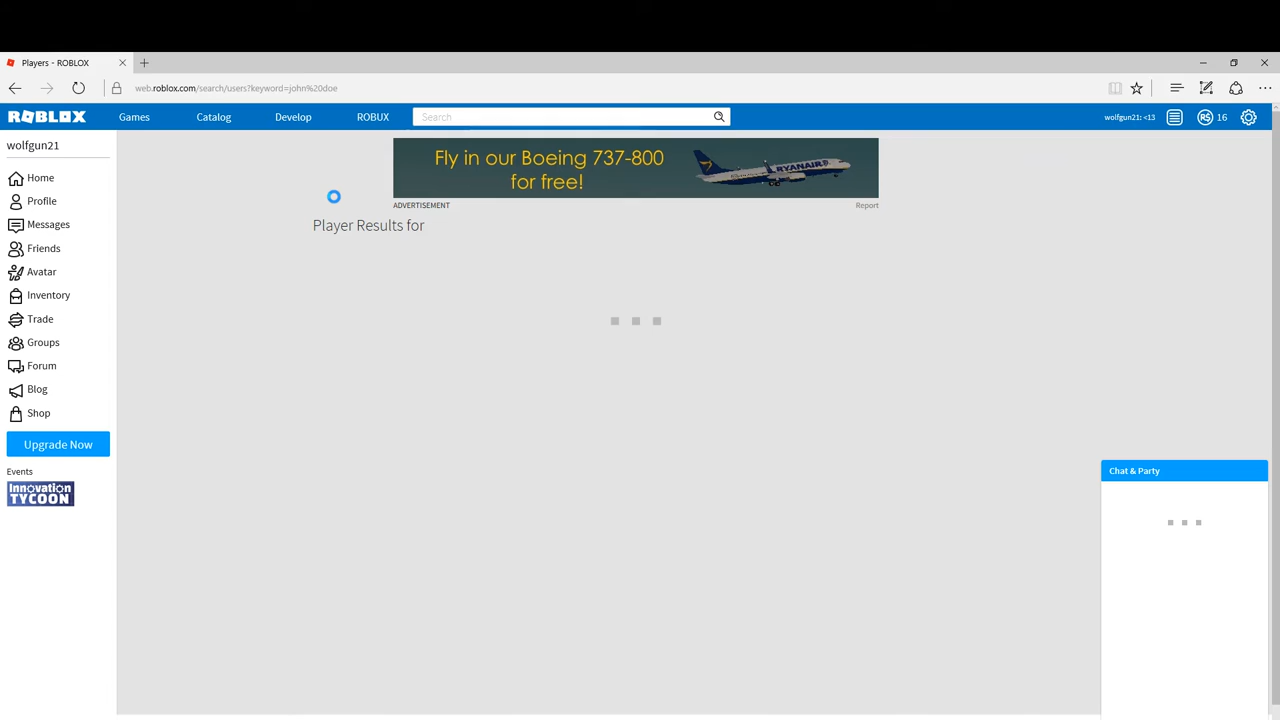 Players - ROBLOX
web.roblox.com/search/users?keyword=john%20doe
ROBLOX
Games
Catalog
Develop
ROBUX
Search
wolfgun21: <13
R$ 16
wolfgun21
Home
Profile
Messages
Friends
Avatar
Inventory
Trade
Groups
Forum
Blog
Shop
Upgrade Now
Events
Innovation
TYCOON
Fly in our Boeing 737-800
for free!
RYANAIR
ADVERTISEMENT
Report
Player Results for
Chat & Party